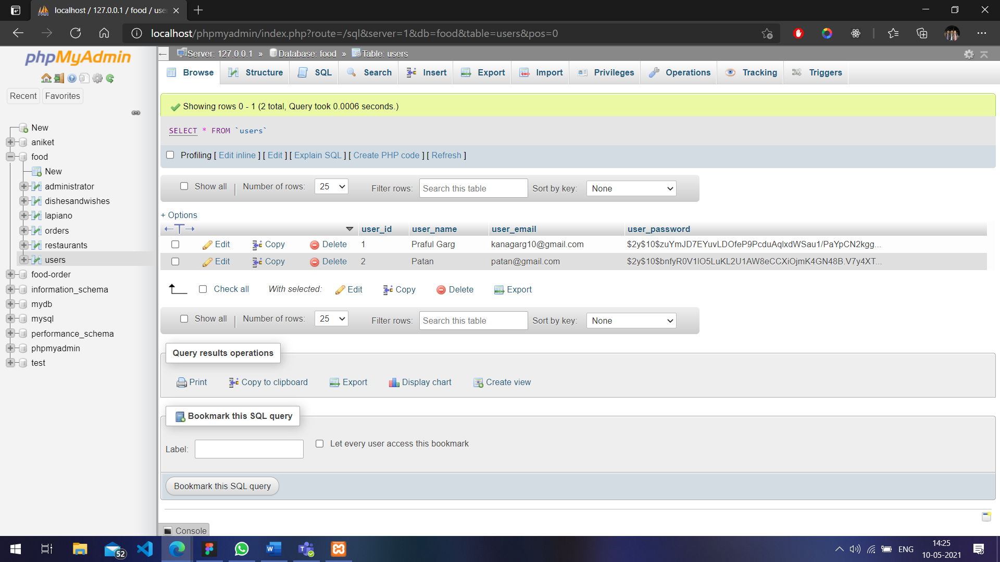 localhost / 127.0.0.1 / food / use
localhost/phpmyadmin/index.php?route=/sql&server=1&db=food&table=users&pos=0
phpMyAdmin
Recent
Favorites
New
aniket
food
New
administrator
dishesandwishes
lapiano
orders
restaurants
users
food-order
information_schema
mydb
mysql
performance_schema
phpmyadmin
test
Server: 127.0.0.1 » Database: food » Table: users
Browse Structure SQL Search Insert Export Import Privileges Operations Tracking Triggers
Showing rows 0 - 1 (2 total, Query took 0.0006 seconds.)
SELECT * FROM `users`
Profiling [ Edit inline ] [ Edit ] [ Explain SQL ] [ Create PHP code ] [ Refresh ]
Show all | Number of rows: 25 Filter rows: Search this table Sort by key: None
+ Options
user_id user_name user_email user_password
Edit Copy Delete 1 Praful Garg kanagarg10@gmail.com $2y$10$zuYmJD7EYuvLDOfeP9PcduAqlxdWSau1/PaYpCN2kgg...
Edit Copy Delete 2 Patan patan@gmail.com $2y$10$bnfyR0V1lO5LuKL2U1AW8eCCXiOjmK4GN48B.V7y4XT...
Check all With selected: Edit Copy Delete Export
Show all | Number of rows: 25 Filter rows: Search this table Sort by key: None
Query results operations
Print Copy to clipboard Export Display chart Create view
Bookmark this SQL query
Label: Let every user access this bookmark
Bookmark this SQL query
Console
52
ENG
14:25
10-05-2021